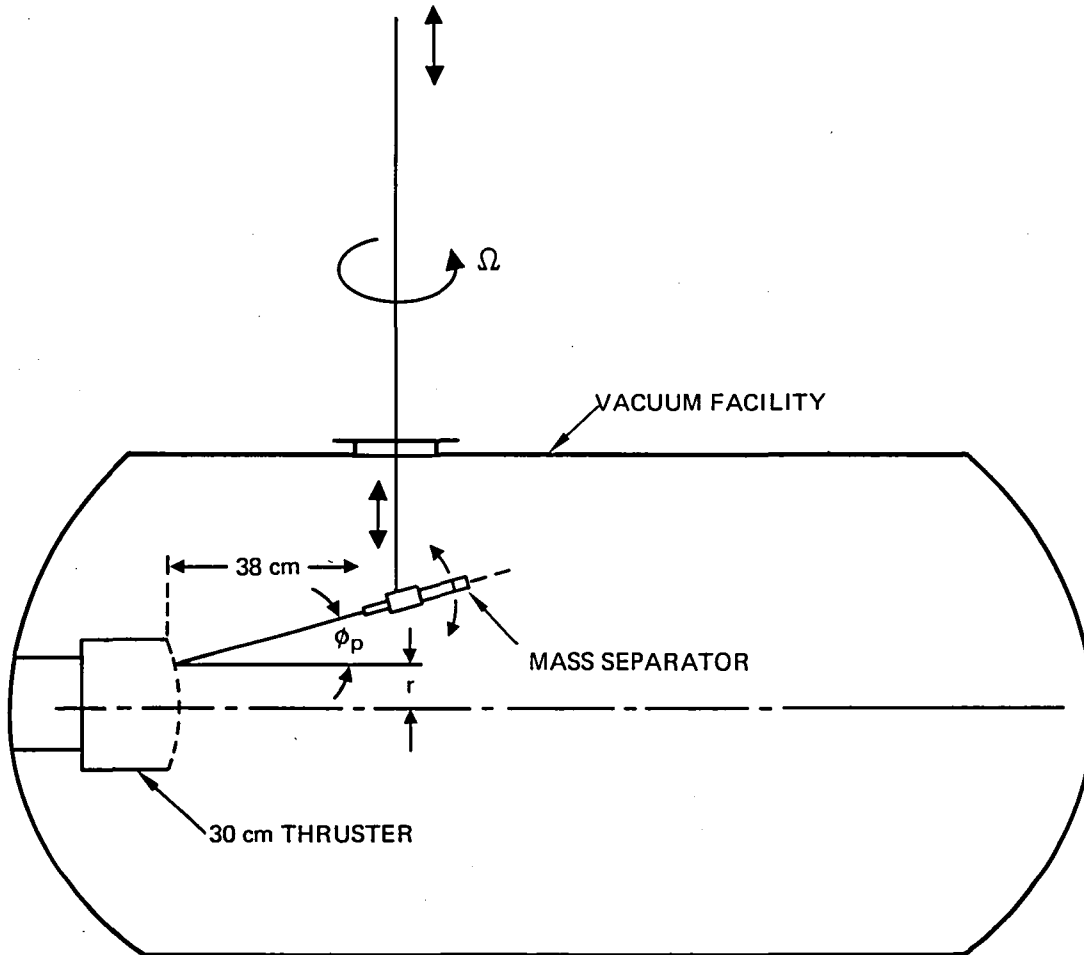 Ω
VACUUM FACILITY
38 cm
ϕp
MASS SEPARATOR
r
30 cm THRUSTER